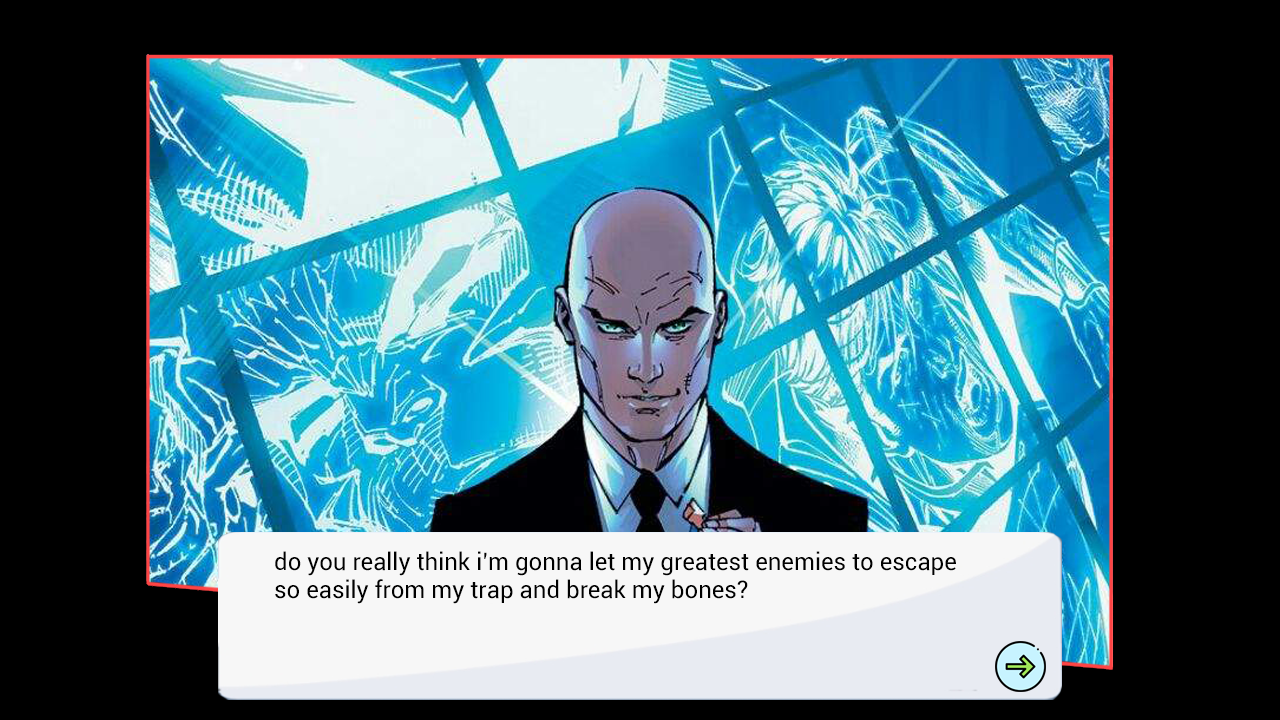 do you really think i'm gonna let my greatest enemies to escape
so easily from my trap and break my bones?